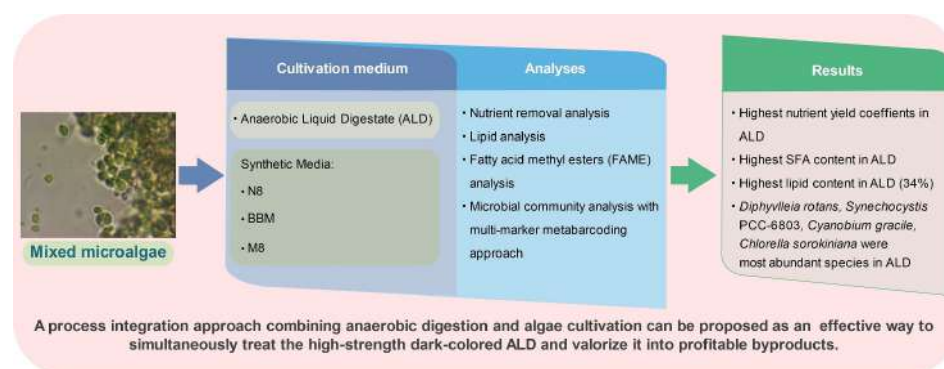 Cultivation medium
• Anaerobic Liquid Digestate (ALD)
Synthetic Media:
• N8
• BBM
• M8
Mixed microalgae
Analyses
• Nutrient removal analysis
• Lipid analysis
• Fatty acid methyl esters (FAME)
analysis
• Microbial community analysis with
multi-marker metabarcoding
approach
Results
• Highest nutrient yield coeffients in
ALD
• Highest SFA content in ALD
• Highest lipid content in ALD (34%)
• Diphyvlleia rotans, Synechocystis
PCC-6803, Cyanobium gracile,
Chlorella sorokiniana were
most abundant species in ALD
A process integration approach combining anaerobic digestion and algae cultivation can be proposed as an effective way to
simultaneously treat the high-strength dark-colored ALD and valorize it into profitable byproducts.